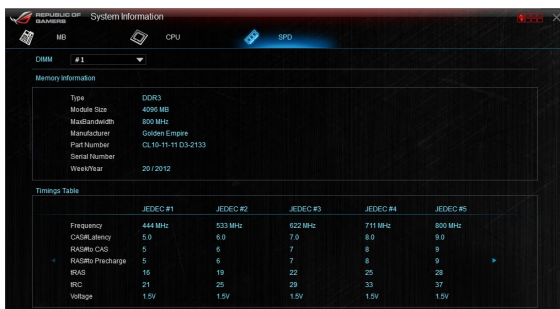 REPUBLIC OF GAMERS System Information
MB CPU SPD
DIMM #1
Memory Information
Type DDR3
Module Size 4096 MB
MaxBandwidth 800 MHz
Manufacturer Golden Empire
Part Number CL10-11-11 D3-2133
Serial Number
Week/Year 20 / 2012
Timings Table
JEDEC #1 JEDEC #2 JEDEC #3 JEDEC #4 JEDEC #5
Frequency 444 MHz 533 MHz 622 MHz 711 MHz 800 MHz
CAS#Latency 5.0 6.0 7.0 8.0 9.0
RAS#to CAS 5 6 7 8 9
RAS#to Precharge 5 6 7 8 9
tRAS 16 19 22 25 28
tRC 21 25 29 33 37
Voltage 1.5V 1.5V 1.5V 1.5V 1.5V